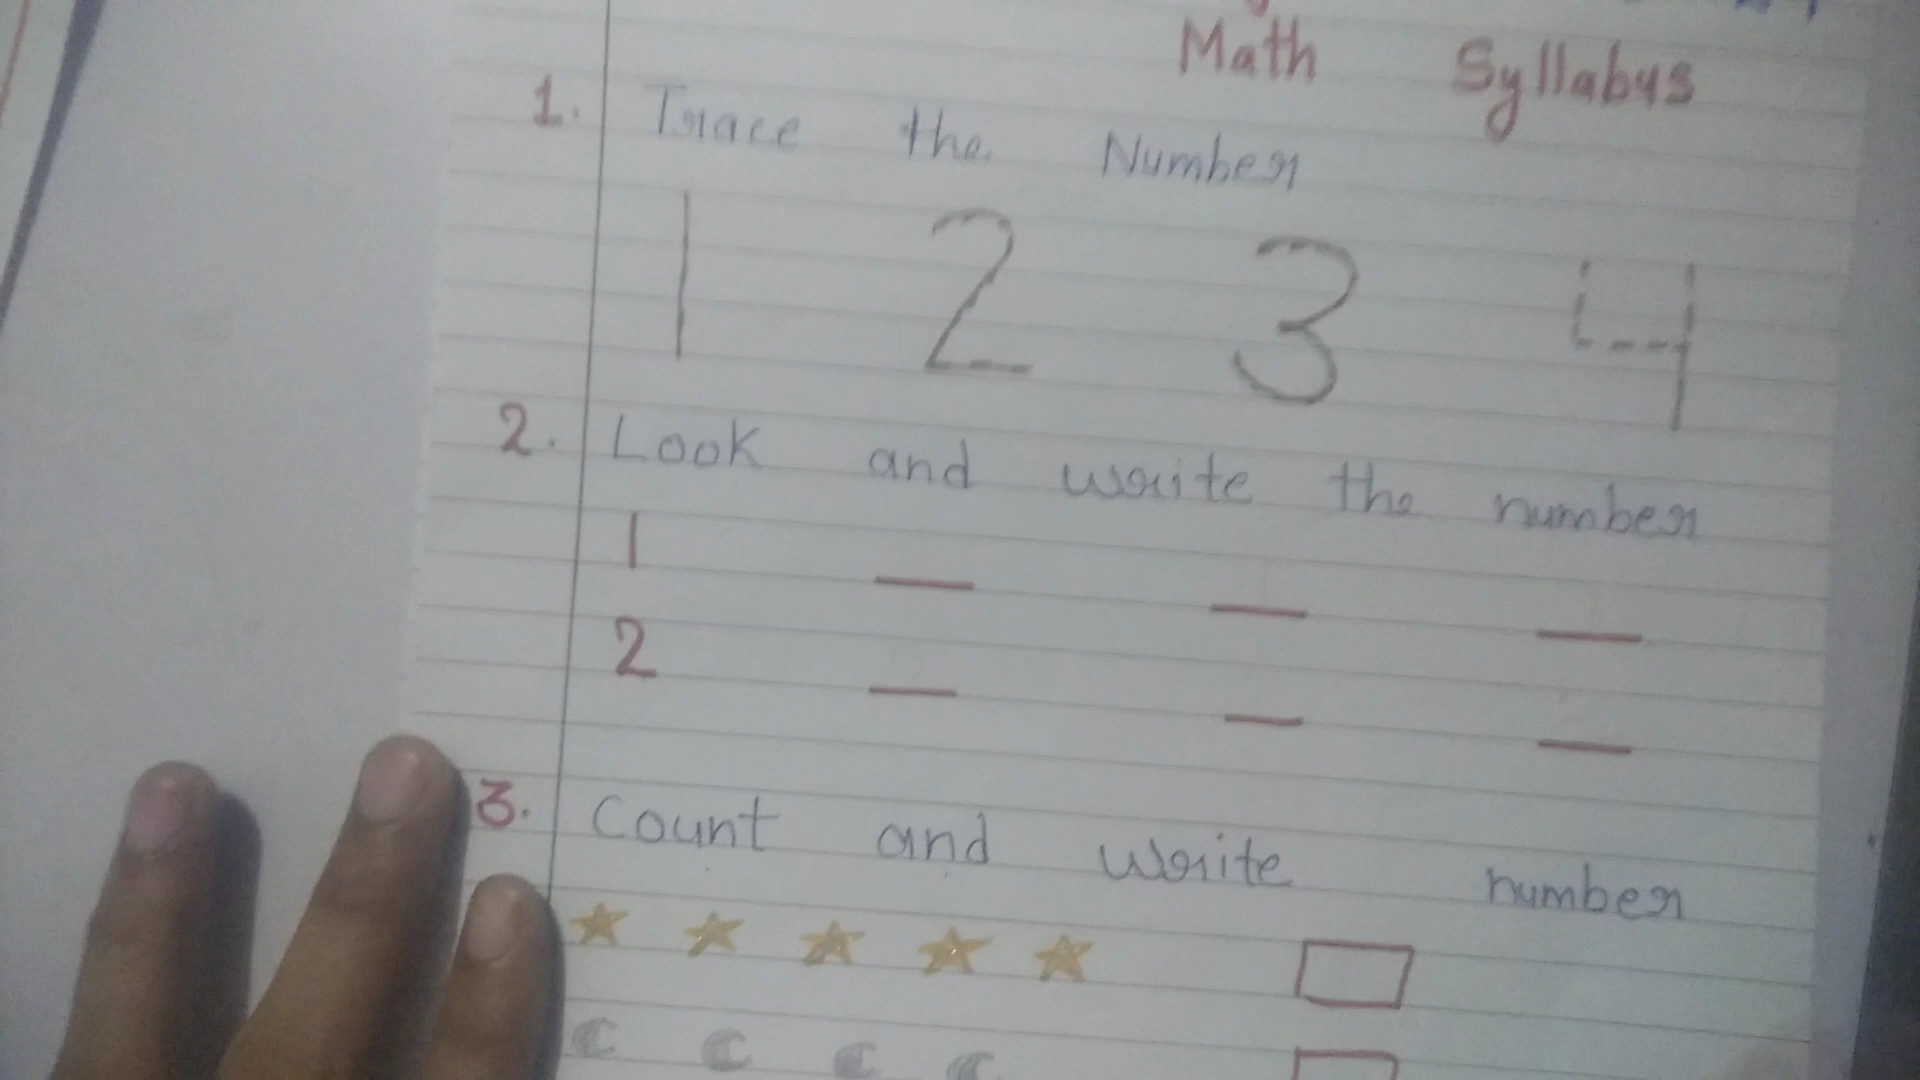 Math Syllabus
1. Trace the Number
1 2 3 4
2. Look and write the number
1 _ _ _
2 _ _ _
3. Count and write number